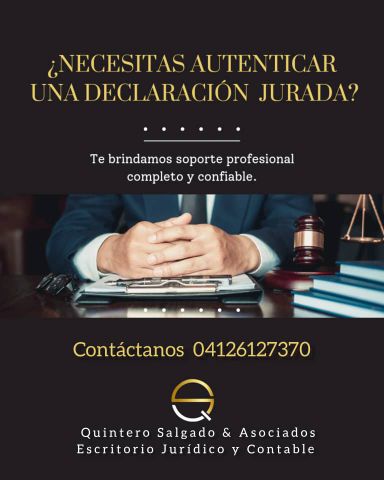 ¿NECESITAS AUTENTICAR
UNA DECLARACIÓN JURADA?
Te brindamos soporte profesional
completo y confiable.
Contáctanos 04126127370
Quintero Salgado & Asociados
Escritorio Jurídico y Contable